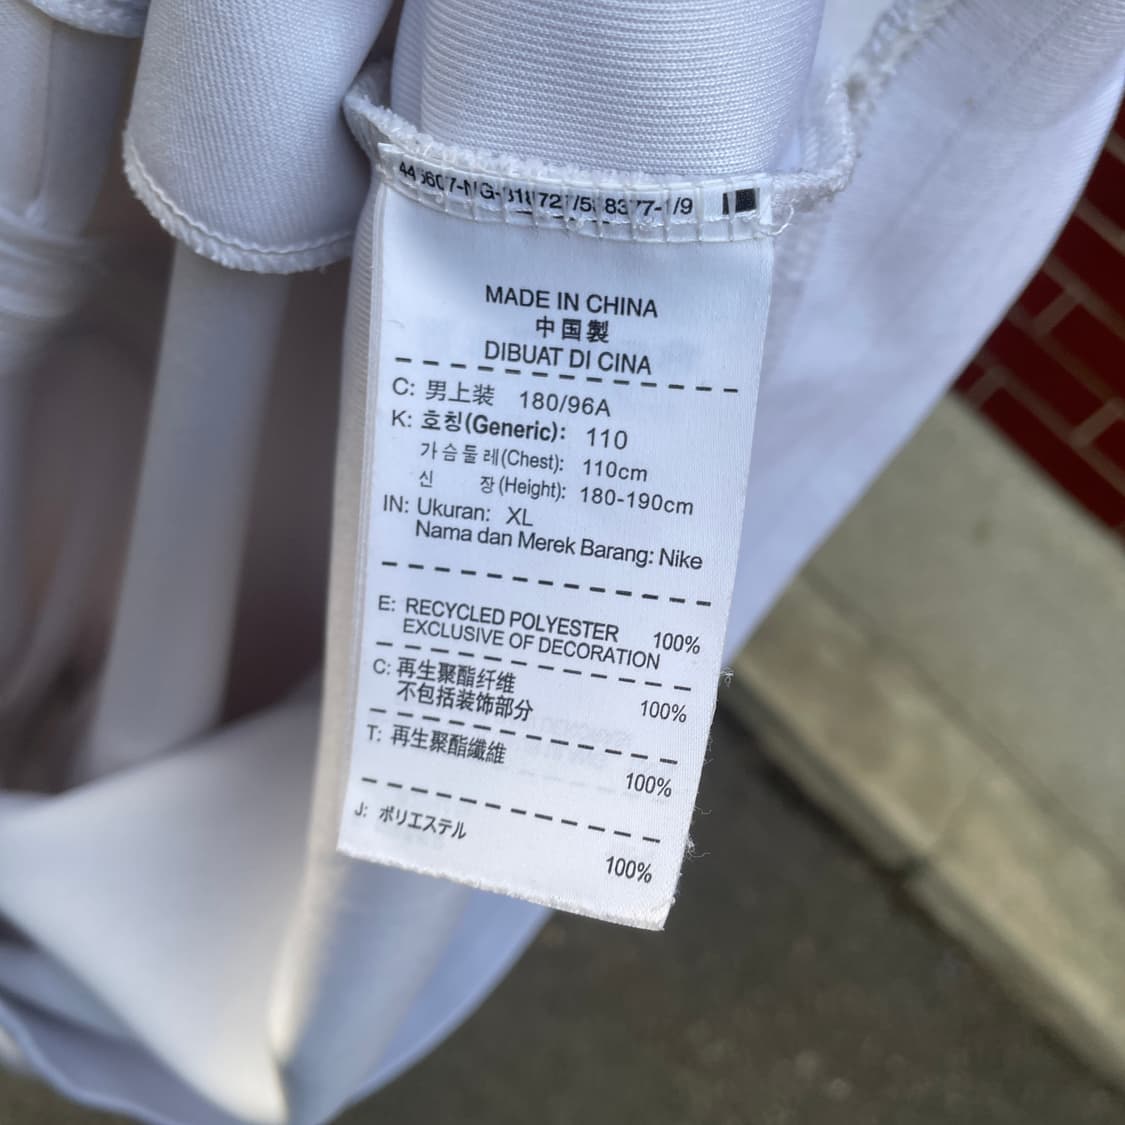 MADE IN CHINA
中国製
DIBUAT DI CINA
C: 男上装 180/96A
K: 호칭(Generic): 110
가슴둘레(Chest): 110cm
신 장(Height): 180-190cm
IN: Ukuran: XL
Nama dan Merek Barang: Nike
E: RECYCLED POLYESTER 100%
EXCLUSIVE OF DECORATION
C: 再生聚酯纤维
不包括装饰部分 100%
T: 再生聚酯纖維
100%
J: ポリエステル
100%